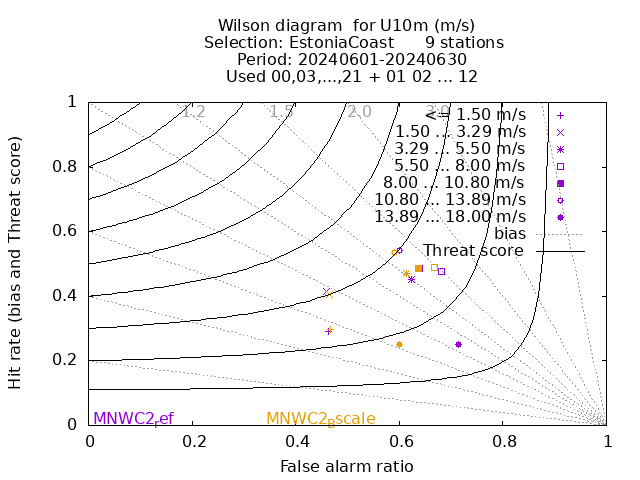 Wilson diagram  for U10m (m/s)
Selection: EstoniaCoast      9 stations
Period: 20240601-20240630
Used 00,03,...,21 + 01 02 ... 12
1.2 1.5 2.0 3.0
<= 1.50 m/s
1.50 ... 3.29 m/s
3.29 ... 5.50 m/s
5.50 ... 8.00 m/s
8.00 ... 10.80 m/s
10.80 ... 13.89 m/s
13.89 ... 18.00 m/s
bias
Threat score
1
0.8
0.6
0.4
0.2
0
Hit rate (bias and Threat score)
MNWC2ref MNWC2Bscale
0 0.2 0.4 0.6 0.8 1
False alarm ratio